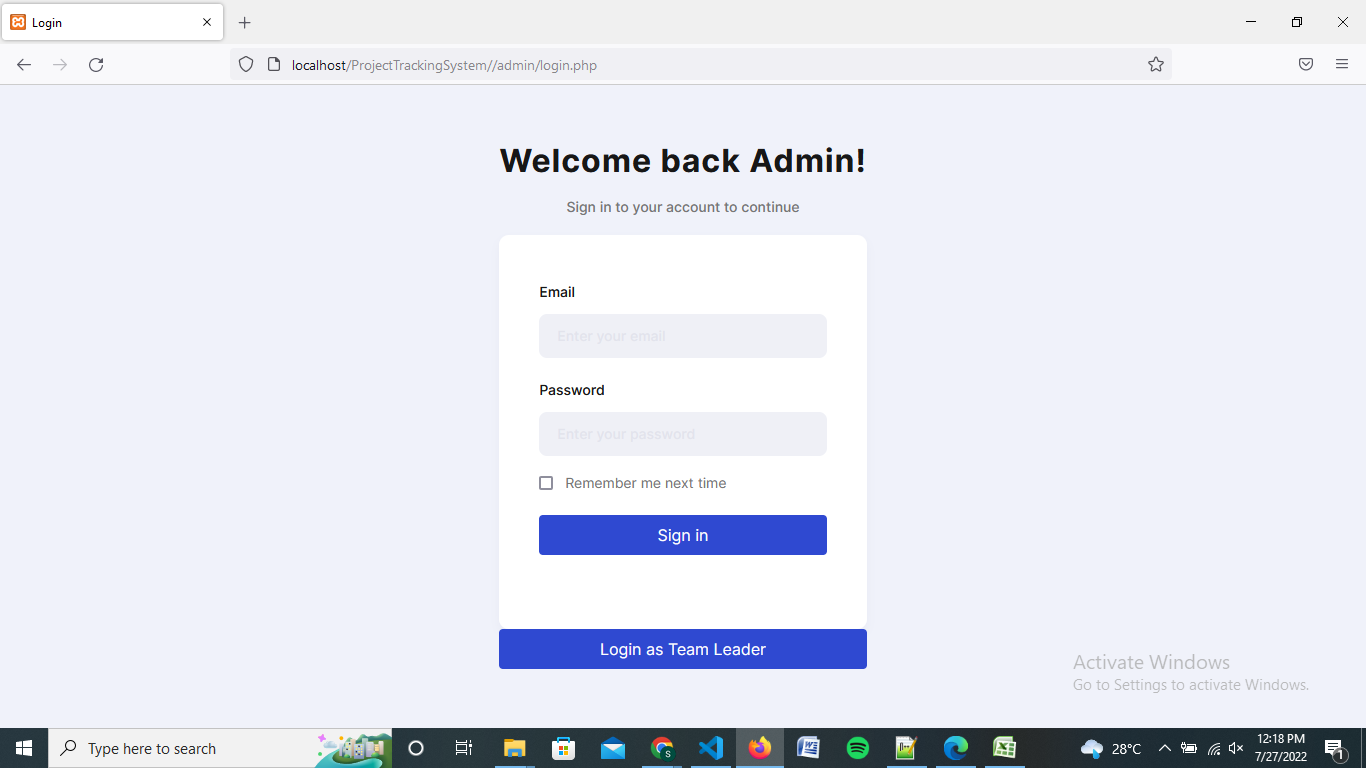 Login
localhost/ProjectTrackingSystem//admin/login.php
Welcome back Admin!
Sign in to your account to continue
Email
Enter your email
Password
Enter your password
Remember me next time
Sign in
Login as Team Leader
Activate Windows
Go to Settings to activate Windows.
Type here to search
28°C
12:18 PM
7/27/2022
1